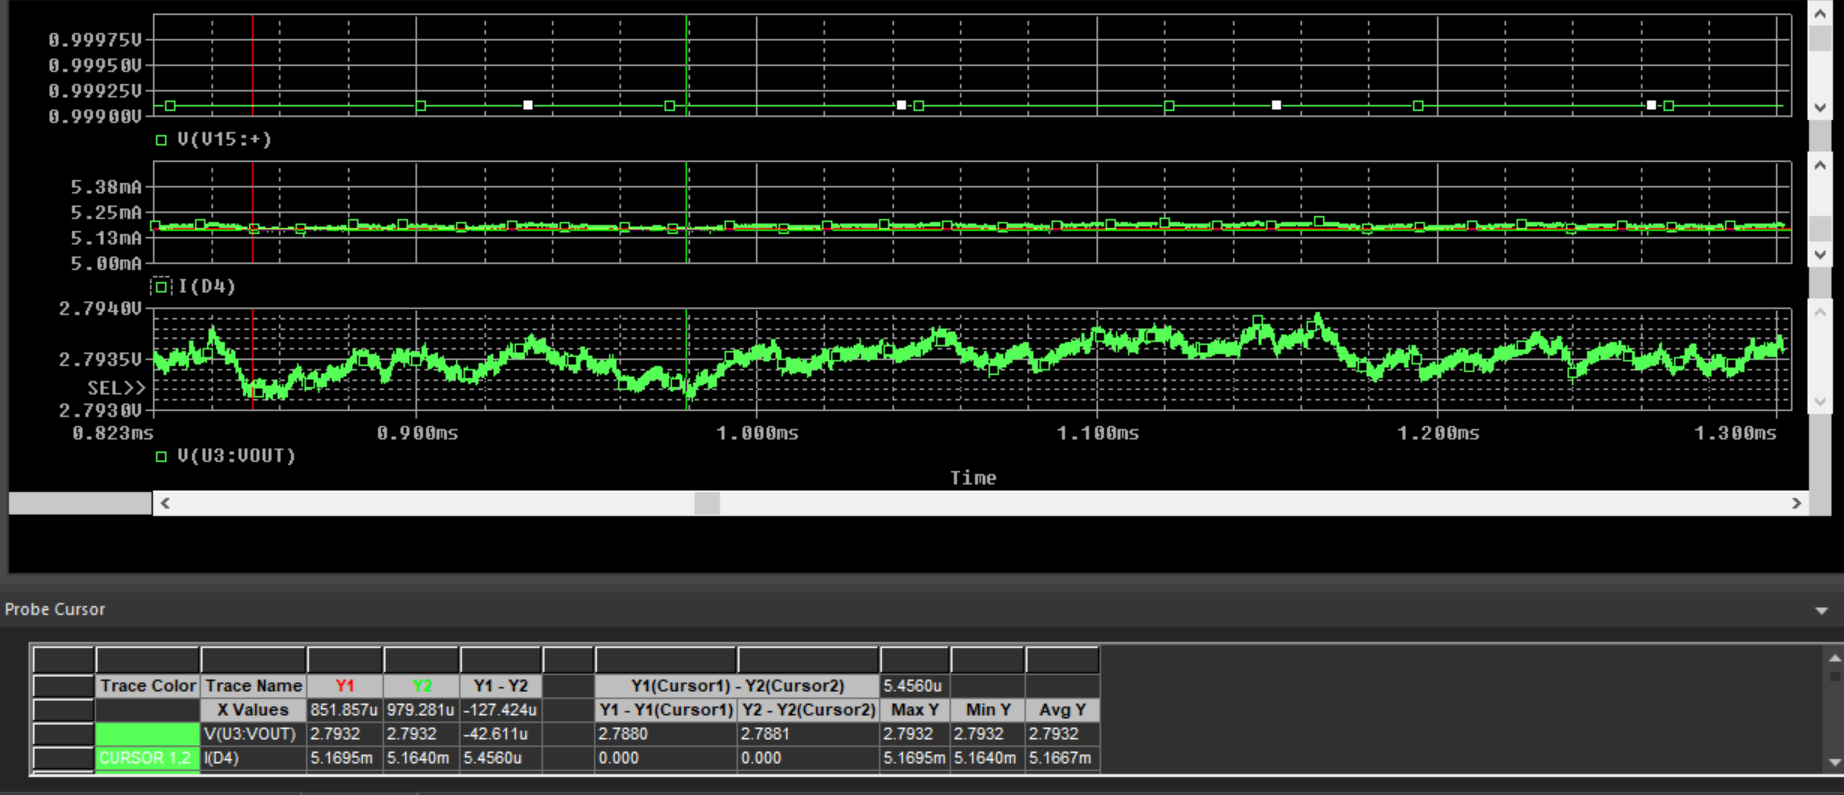 0.99975V
0.99950V
0.99925V
0.99900V
V(V15:+)
5.38mA
5.25mA
5.13mA
5.00mA
I(D4)
2.7940V
2.7935V
SEL>>
2.7930V
0.823ms 0.900ms 1.000ms 1.100ms 1.200ms 1.300ms
V(U3:VOUT)
Time
Probe Cursor
Trace Color Trace Name Y1 Y2 Y1 - Y2 Y1(Cursor1) - Y2(Cursor2) 5.4560u
X Values 851.857u 979.281u -127.424u Y1 - Y1(Cursor1) Y2 - Y2(Cursor2) Max Y Min Y Avg Y
V(U3:VOUT) 2.7932 2.7932 -42.611u 2.7880 2.7881 2.7932 2.7932 2.7932
CURSOR 1,2 I(D4) 5.1695m 5.1640m 5.4560u 0.000 0.000 5.1695m 5.1640m 5.1667m